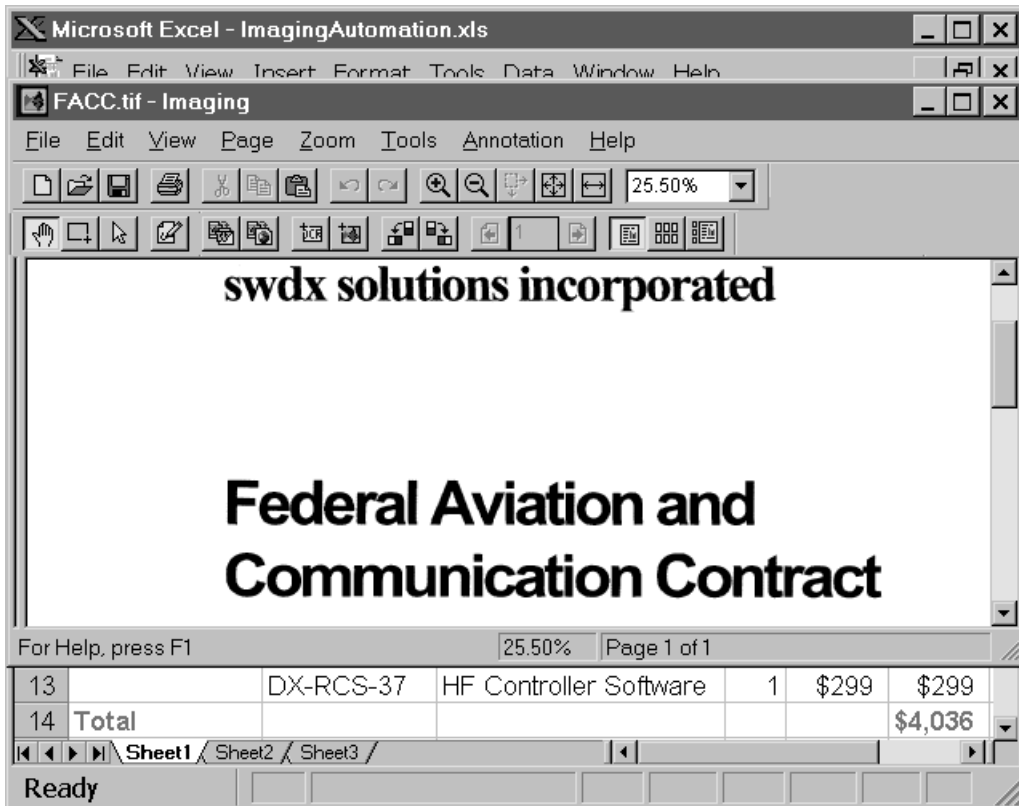 Microsoft Excel - ImagingAutomation.xls
File Edit View Insert Format Tools Data Window Help
FACC.tif - Imaging
File Edit View Page Zoom Tools Annotation Help
25.50%
OCR 1
swdx solutions incorporated
Federal Aviation and
Communication Contract
For Help, press F1 25.50% Page 1 of 1
13 DX-RCS-37 HF Controller Software 1 $299 $299
14 Total $4,036
Sheet1 Sheet2 Sheet3
Ready